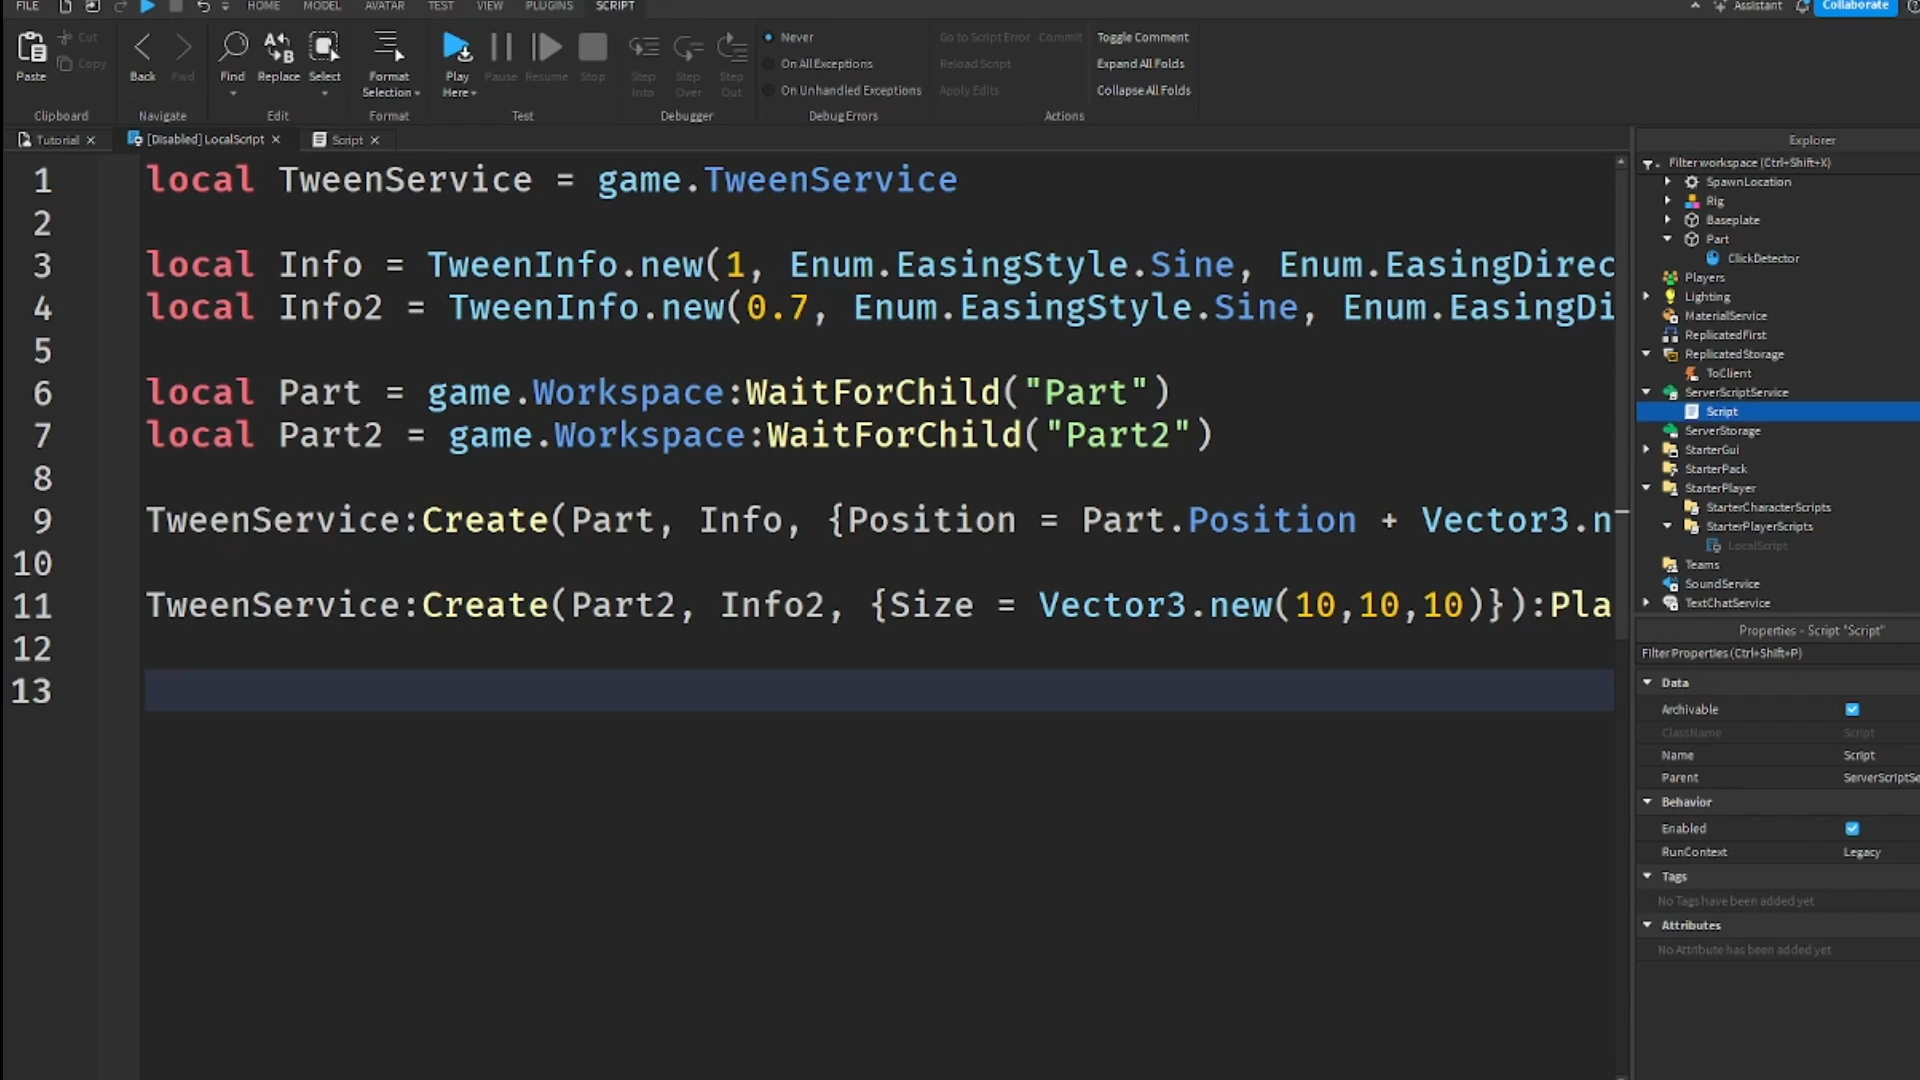 FILE HOME MODEL AVATAR TEST VIEW PLUGINS SCRIPT Assistant Collaborate
Paste Cut Copy Back Fwd Find Replace Select Format Selection Play Here Pause Resume Stop Step Into Step Over Step Out
Never Go to Script Error Commit Toggle Comment
On All Exceptions Reload Script Expand All Folds
On Unhandled Exceptions Apply Edits Collapse All Folds
Clipboard Navigate Edit Format Test Debugger Debug Errors Actions
Tutorial [Disabled] LocalScript Script
1 local TweenService = game.TweenService
2
3 local Info = TweenInfo.new(1, Enum.EasingStyle.Sine, Enum.EasingDirec
4 local Info2 = TweenInfo.new(0.7, Enum.EasingStyle.Sine, Enum.EasingDi
5
6 local Part = game.Workspace:WaitForChild("Part")
7 local Part2 = game.Workspace:WaitForChild("Part2")
8
9 TweenService:Create(Part, Info, {Position = Part.Position + Vector3.n
10
11 TweenService:Create(Part2, Info2, {Size = Vector3.new(10,10,10)}):Pla
12
13
Explorer
Filter workspace (Ctrl+Shift+X)
SpawnLocation
Rig
Baseplate
Part
ClickDetector
Players
Lighting
MaterialService
ReplicatedFirst
ReplicatedStorage
ToClient
ServerScriptService
Script
ServerStorage
StarterGui
StarterPack
StarterPlayer
StarterCharacterScripts
StarterPlayerScripts
LocalScript
Teams
SoundService
TextChatService
Properties - Script "Script"
Filter Properties (Ctrl+Shift+P)
Data
Archivable
ClassName Script
Name Script
Parent ServerScriptSe
Behavior
Enabled
RunContext Legacy
Tags
No Tags have been added yet
Attributes
No Attribute has been added yet